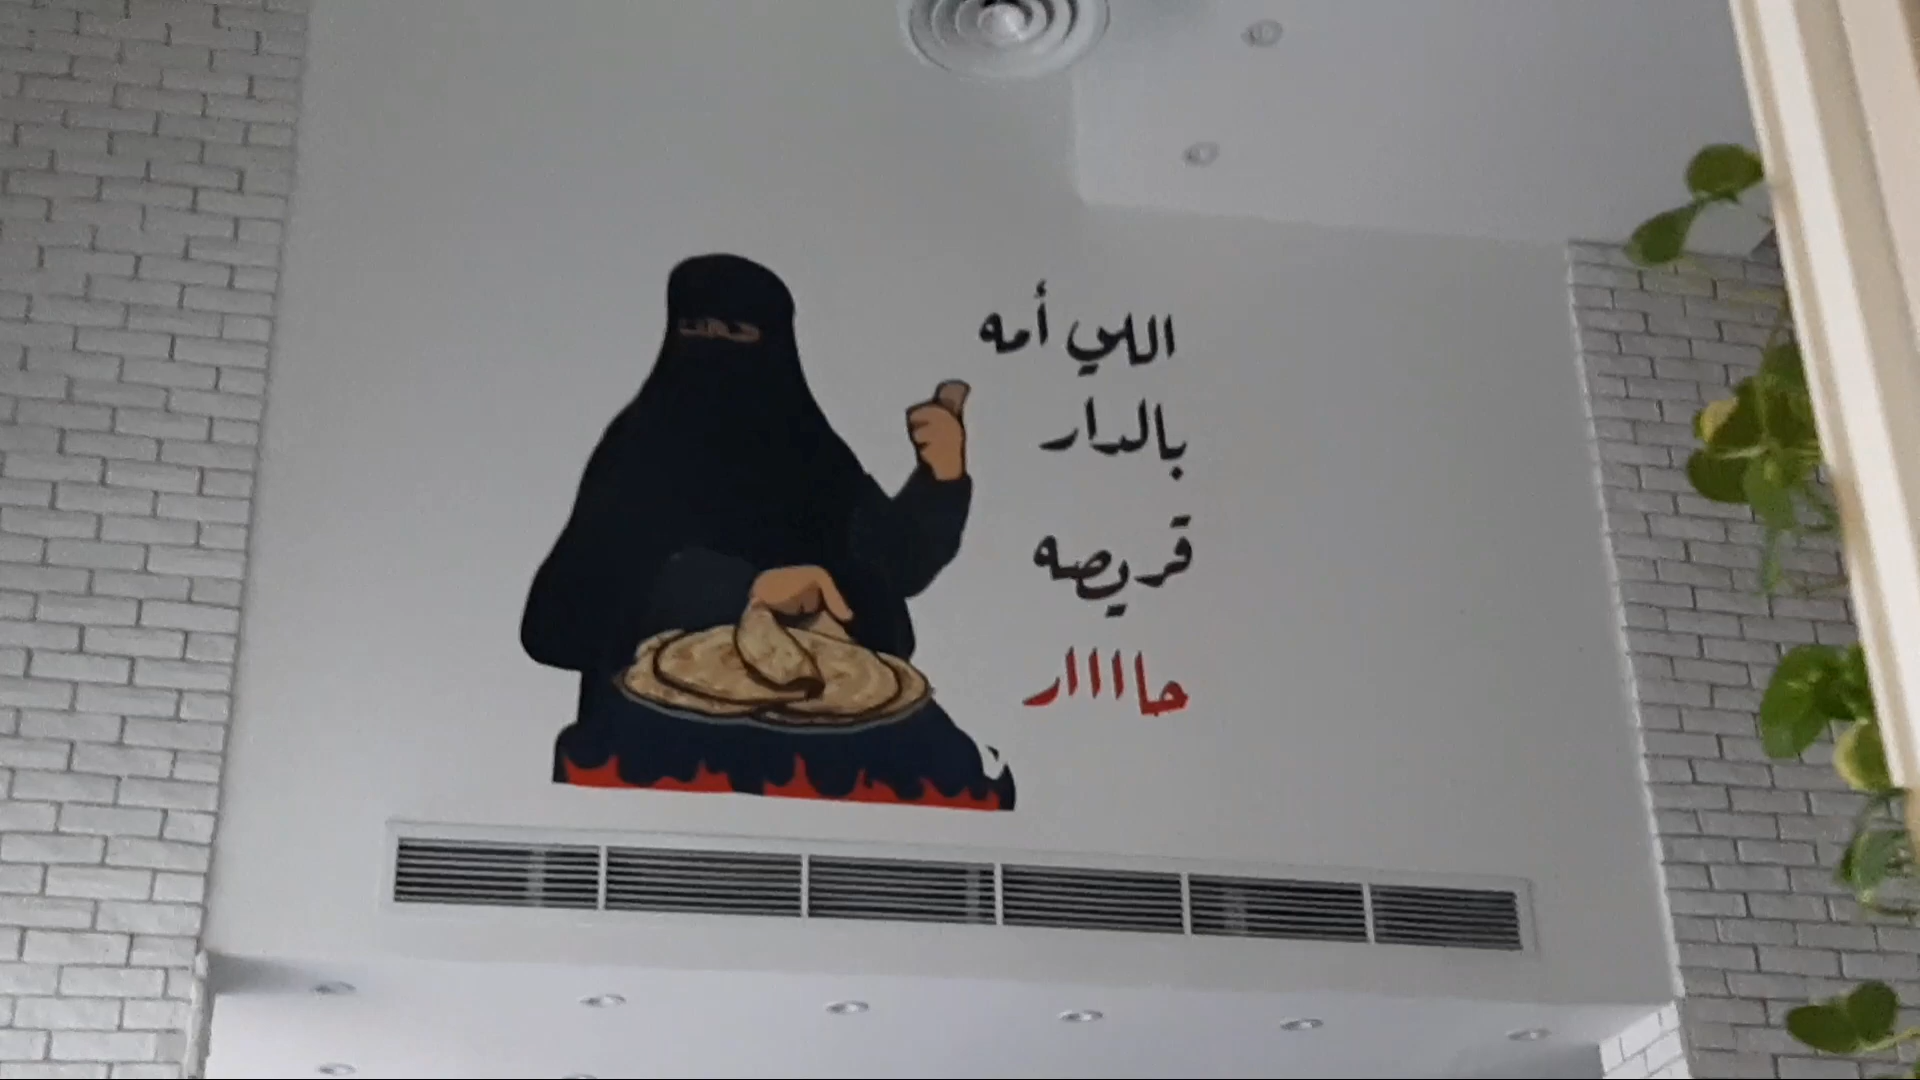 اللي أمه
بالدار
قريصه
حاااار